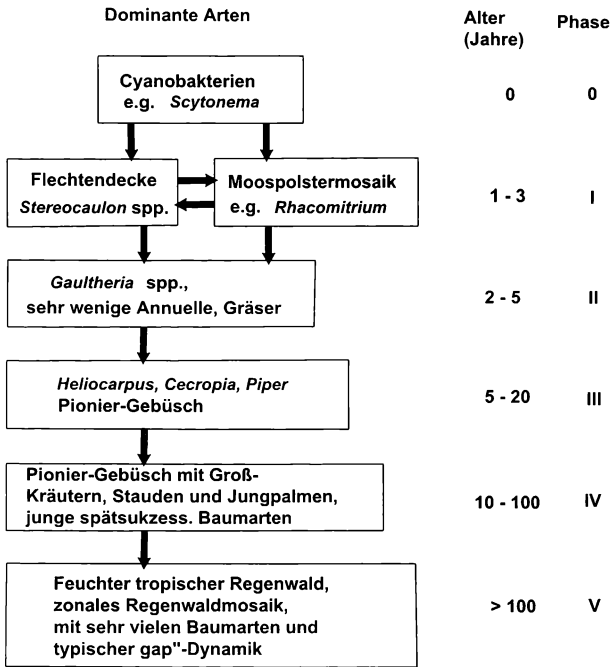 Dominante Arten
Alter
(Jahre)
Phase
Cyanobakterien
e.g. Scytonema
0
0
Flechtendecke
Stereocaulon spp.
Moospolstermosaik
e.g. Rhacomitrium
1 - 3
I
Gaultheria spp.,
sehr wenige Annuelle, Gräser
2 - 5
II
Heliocarpus, Cecropia, Piper
Pionier-Gebüsch
5 - 20
III
Pionier-Gebüsch mit Groß-
Kräutern, Stauden und Jungpalmen,
junge spätsukzess. Baumarten
10 - 100
IV
Feuchter tropischer Regenwald,
zonales Regenwaldmosaik,
mit sehr vielen Baumarten und
typischer gap"-Dynamik
> 100
V